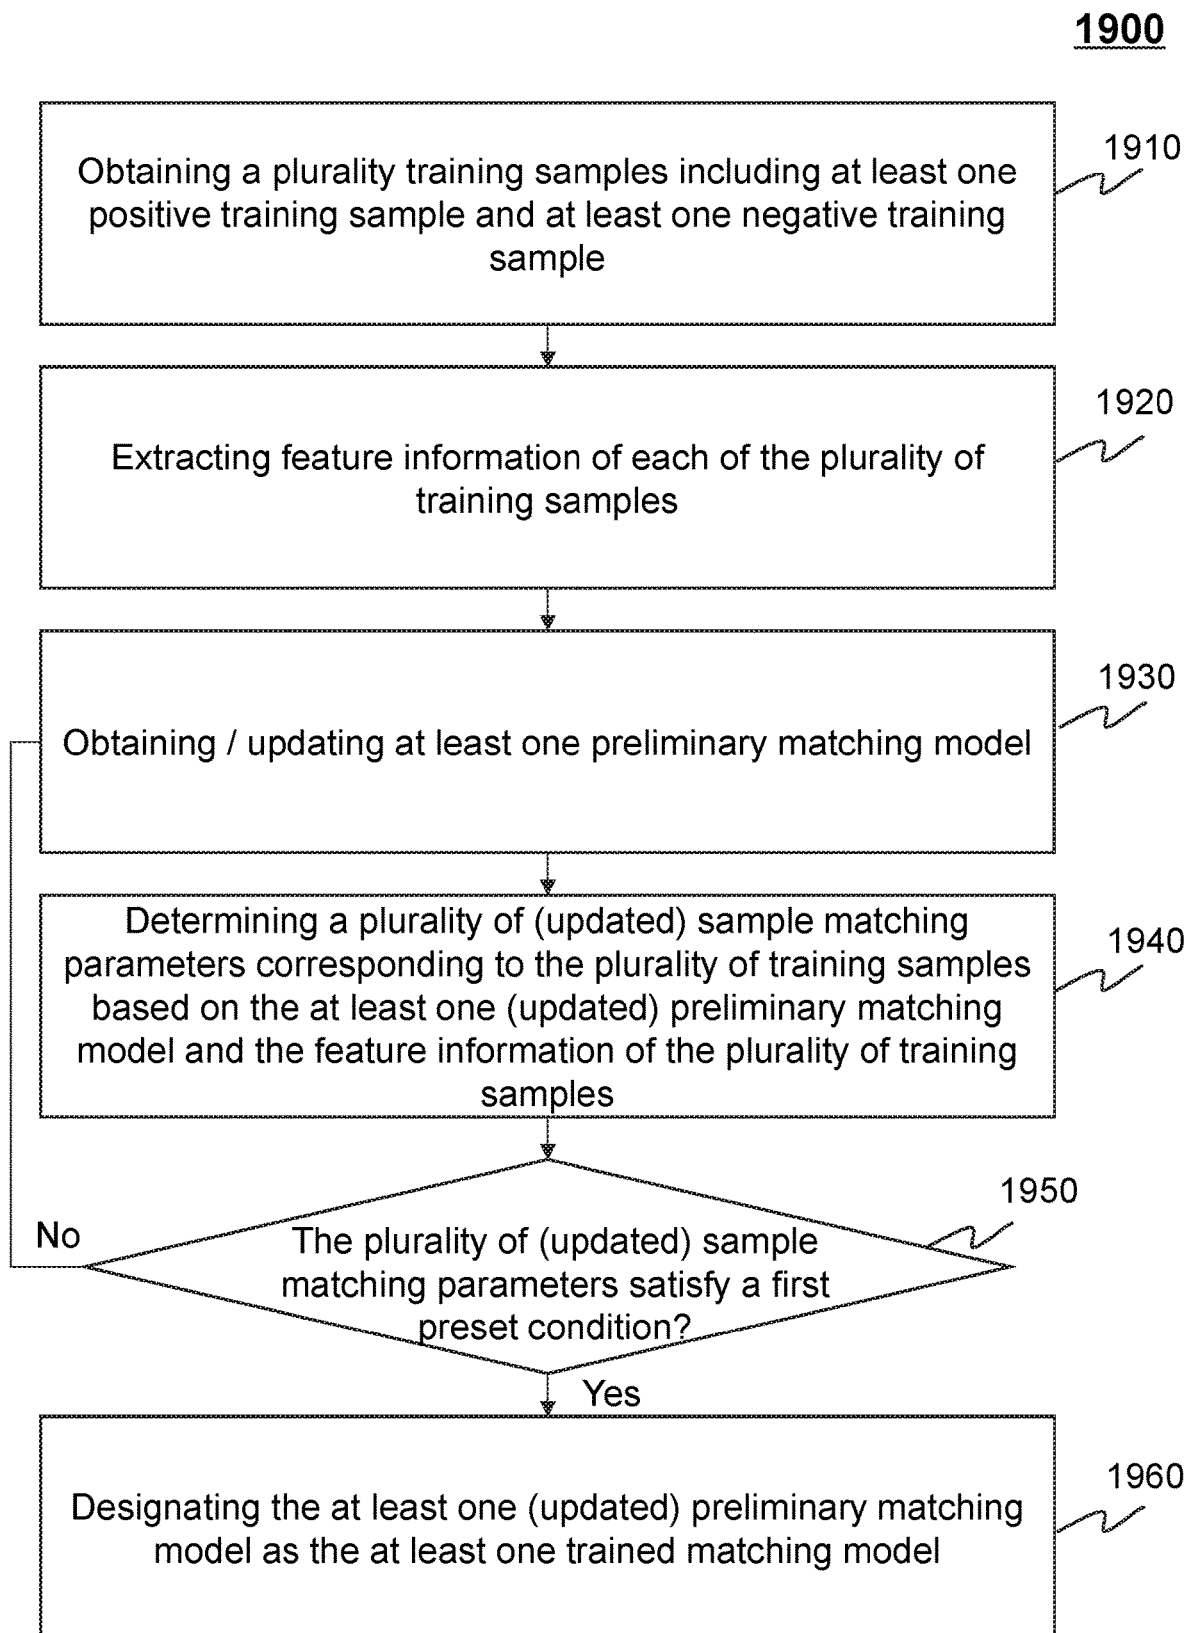 1900
Obtaining a plurality training samples including at least one
positive training sample and at least one negative training
sample
1910
Extracting feature information of each of the plurality of
training samples
1920
Obtaining / updating at least one preliminary matching model
1930
Determining a plurality of (updated) sample matching
parameters corresponding to the plurality of training samples
based on the at least one (updated) preliminary matching
model and the feature information of the plurality of training
samples
1940
The plurality of (updated) sample
matching parameters satisfy a first
preset condition?
1950
No
Yes
Designating the at least one (updated) preliminary matching
model as the at least one trained matching model
1960